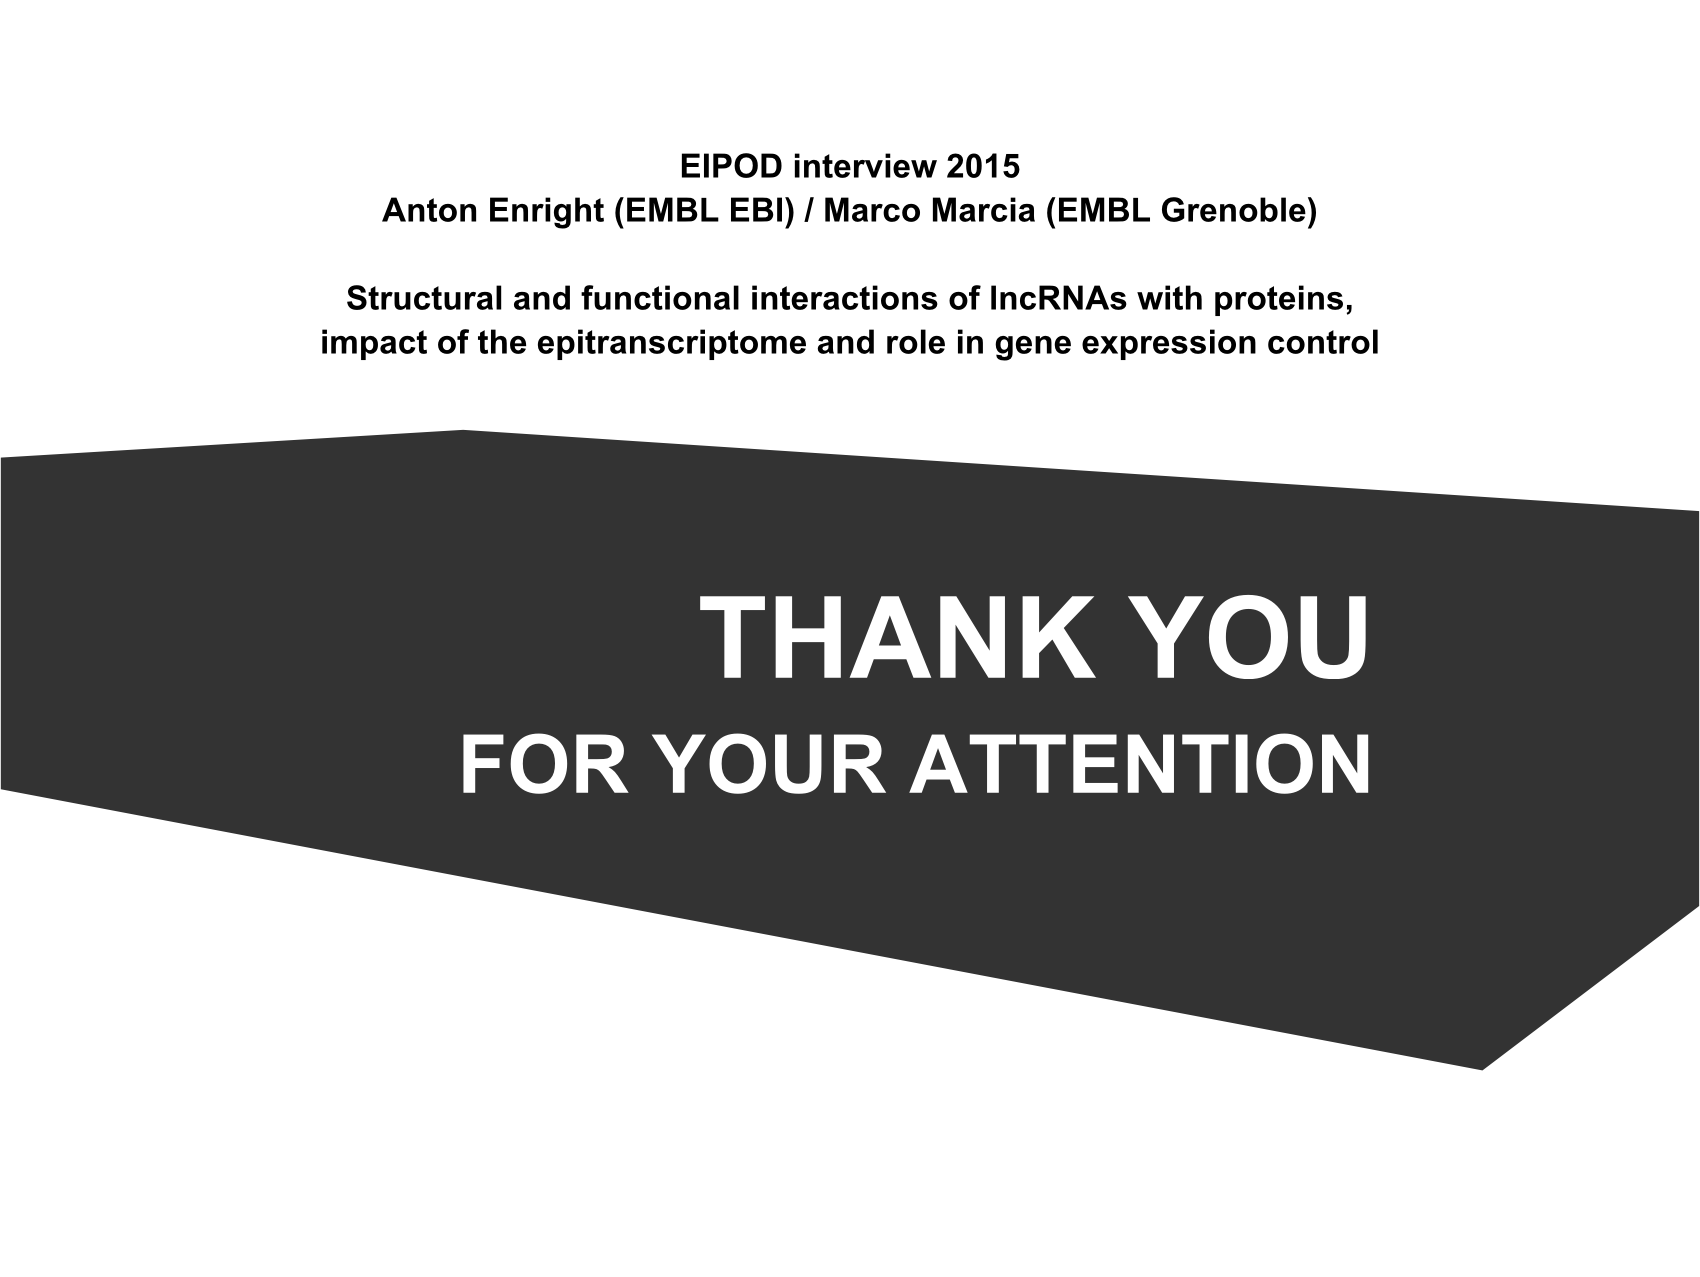 EIPOD interview 2015
Anton Enright (EMBL EBI) / Marco Marcia (EMBL Grenoble)
Structural and functional interactions of lncRNAs with proteins,
impact of the epitranscriptome and role in gene expression control
THANK YOU
FOR YOUR ATTENTION